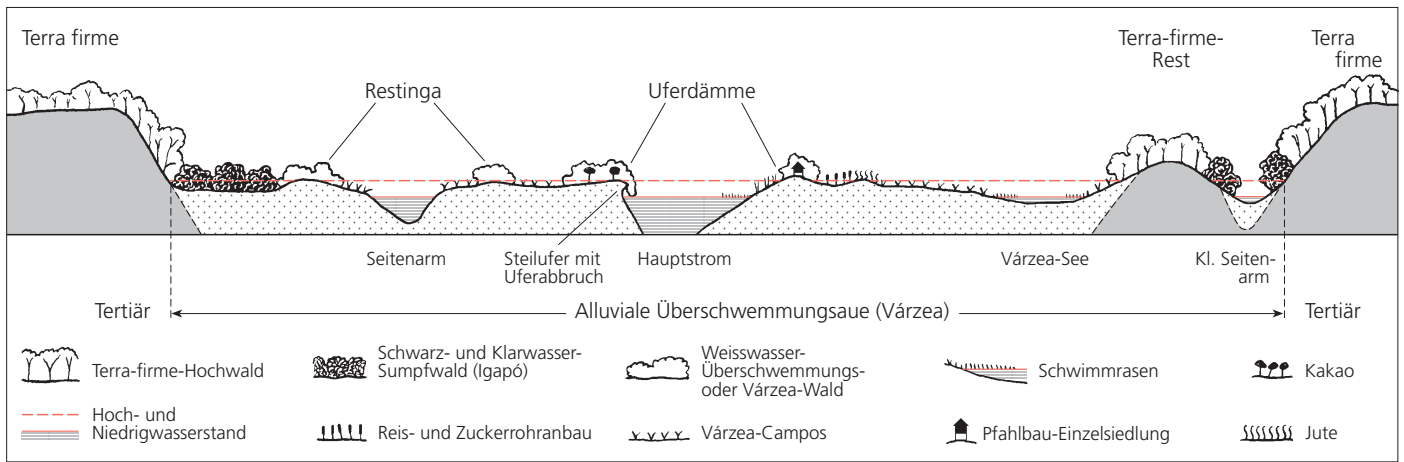 Terra firme
Terra-firme-
Rest
Terra
firme
Restinga
Uferdämme
Seitenarm
Steilufer mit
Uferabbruch
Hauptstrom
Várzea-See
Kl. Seiten-
arm
Tertiär
Alluviale Überschwemmungsaue (Várzea)
Tertiär
Terra-firme-Hochwald
Schwarz- und Klarwasser-
Sumpfwald (Igapó)
Weisswasser-
Überschwemmungs-
oder Várzea-Wald
Schwimmrasen
Kakao
Hoch- und
Niedrigwasserstand
Reis- und Zuckerrohranbau
Várzea-Campos
Pfahlbau-Einzelsiedlung
Jute